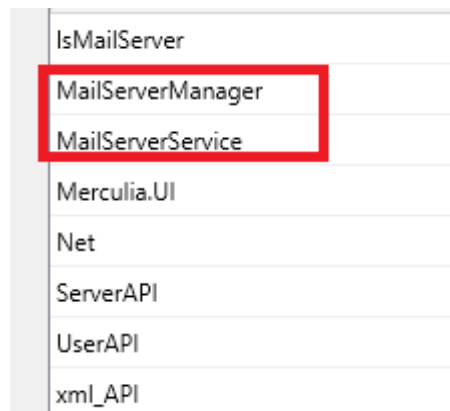 IsMailServer
MailServerManager
MailServerService
Merculia.UI
Net
ServerAPI
UserAPI
xml_API